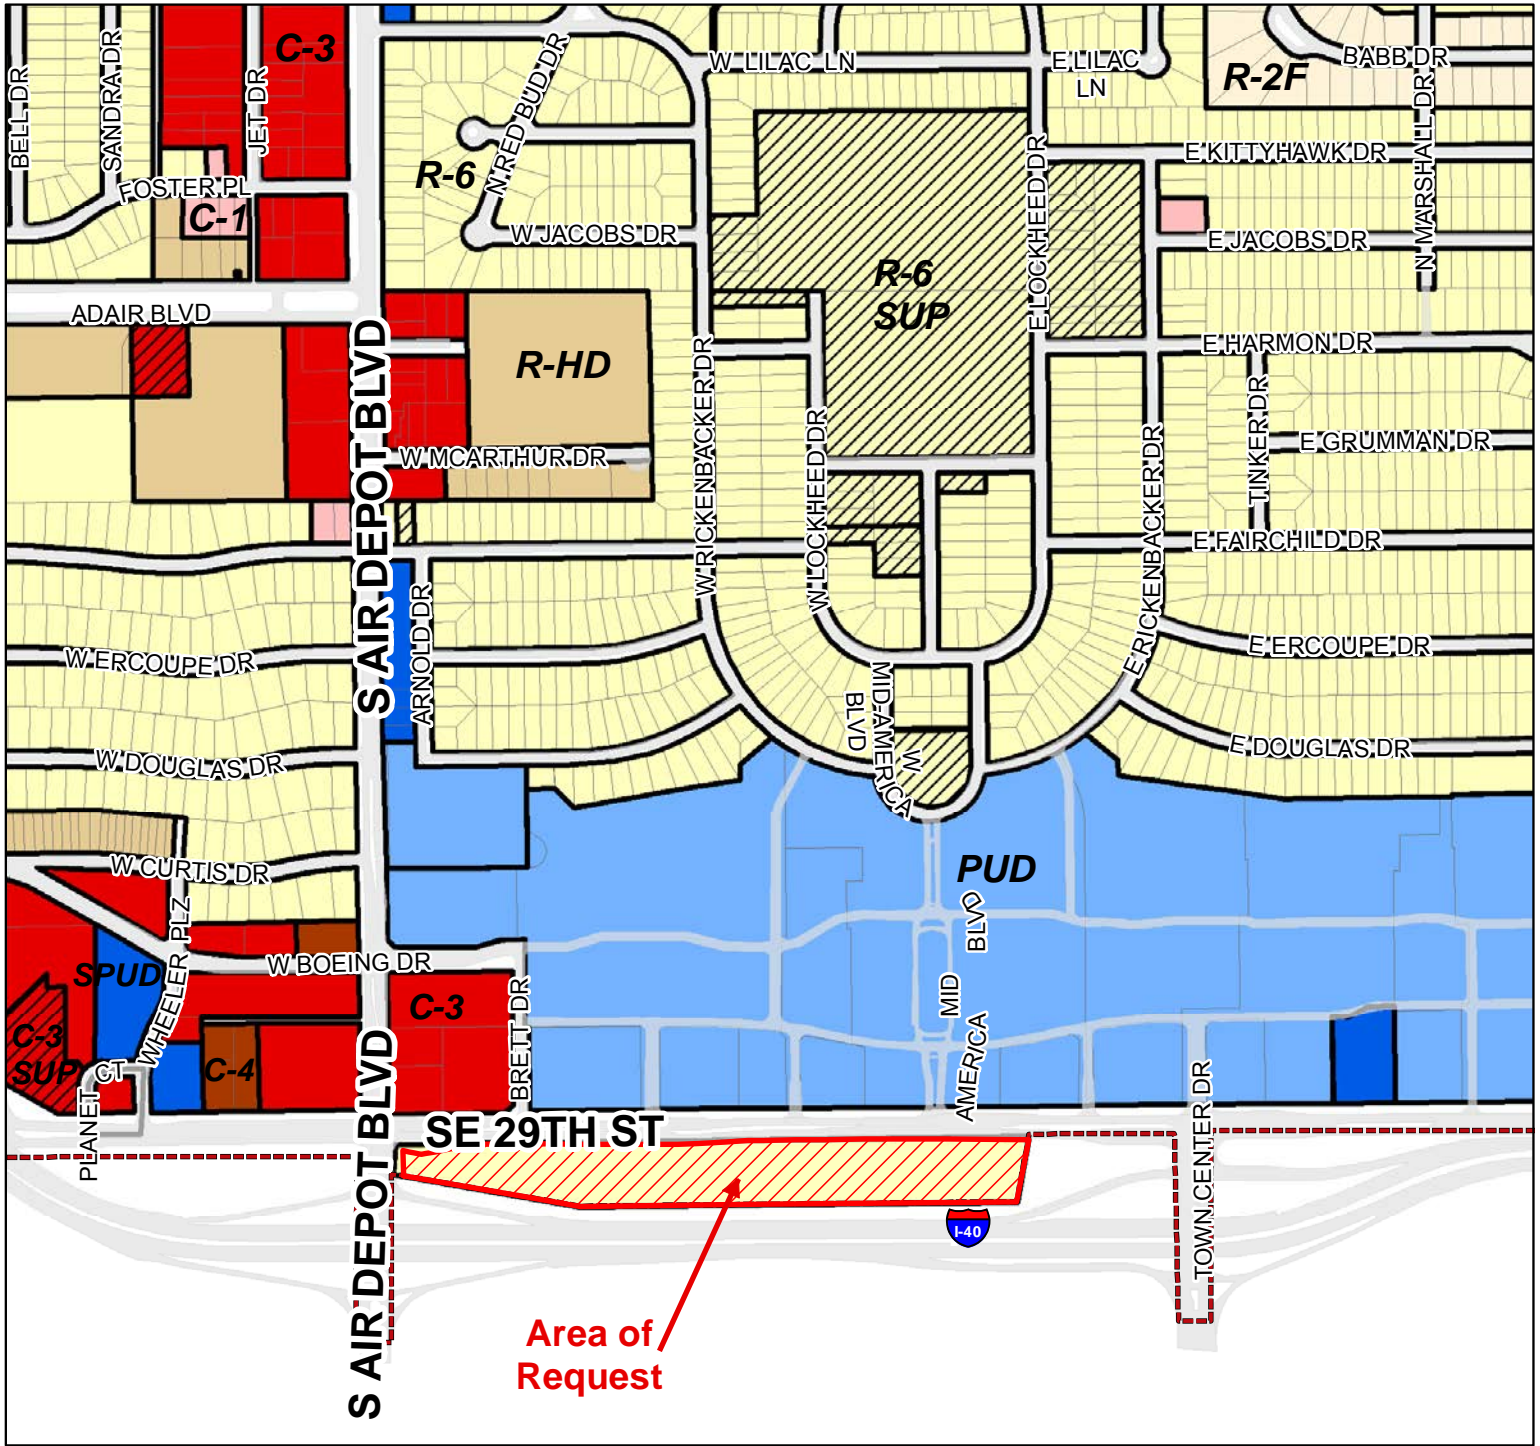 C-3
W LILAC LN
E LILAC
LN
BABB DR
R-2F
BELL DR
SANDRA DR
JET DR
N RED BUD DR
N MARSHALL DR
E KITTYHAWK DR
R-6
FOSTER PL
C-1
W JACOBS DR
E LOCKHEED DR
E JACOBS DR
R-6
SUP
ADAIR BLVD
S AIR DEPOT BLVD
R-HD
W RICKENBACKER DR
E HARMON DR
TINKER DR
W MCARTHUR DR
W LOCKHEED DR
E GRUMMAN DR
E RICKENBACKER DR
E FAIRCHILD DR
ARNOLD DR
W ERCOUPE DR
E ERCOUPE DR
W MID-AMERICA
BLVD
W DOUGLAS DR
E DOUGLAS DR
W CURTIS DR
PUD
WHEELER PLZ
SPUD
W BOEING DR
MID
AMERICA
BLVD
C-3
BRETT DR
C-3
SUP
C-4
PLANET CT
TOWN CENTER DR
SE 29TH ST
S AIR DEPOT BLVD
I-40
Area of
Request